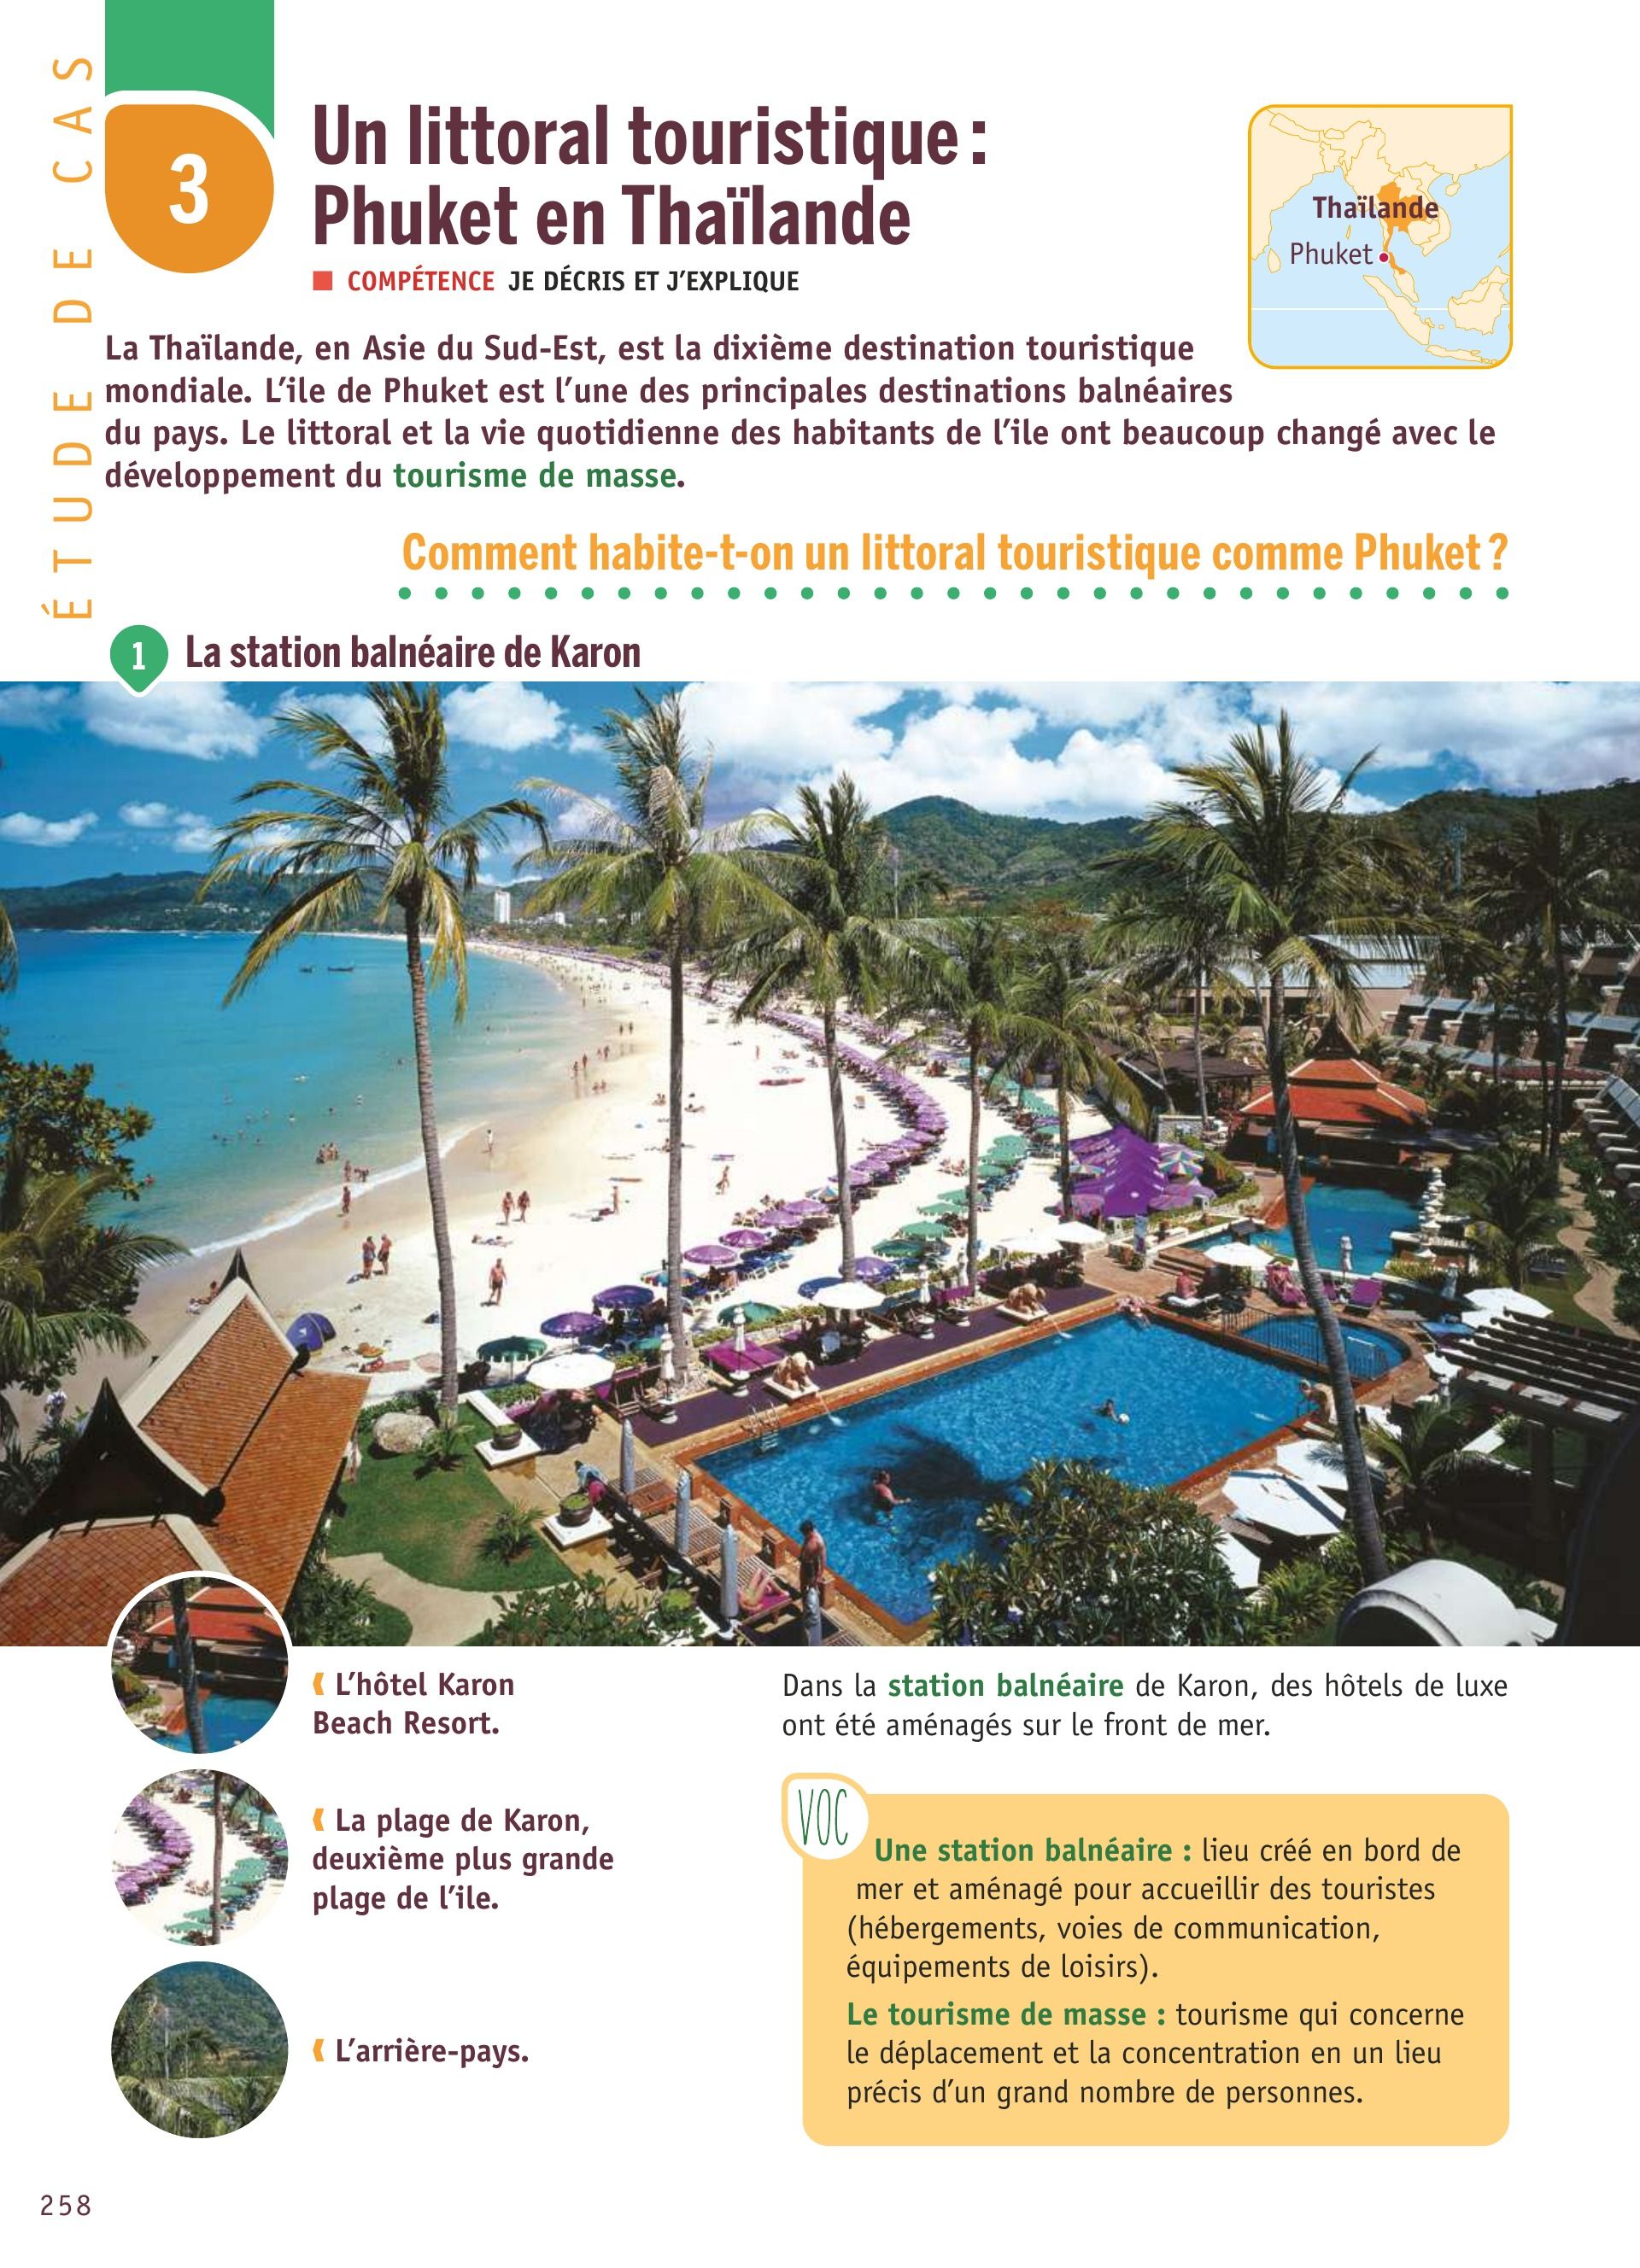 ÉTUDE DE CAS
3
Un littoral touristique :
Phuket en Thaïlande
COMPÉTENCE JE DÉCRIS ET J’EXPLIQUE
Thaïlande
Phuket
La Thaïlande, en Asie du Sud-Est, est la dixième destination touristique
mondiale. L’ile de Phuket est l’une des principales destinations balnéaires
du pays. Le littoral et la vie quotidienne des habitants de l’ile ont beaucoup changé avec le
développement du tourisme de masse.
Comment habite-t-on un littoral touristique comme Phuket ?
1 La station balnéaire de Karon
L’hôtel Karon
Beach Resort.
La plage de Karon,
deuxième plus grande
plage de l’ile.
L’arrière-pays.
Dans la station balnéaire de Karon, des hôtels de luxe
ont été aménagés sur le front de mer.
VOC
Une station balnéaire : lieu créé en bord de
mer et aménagé pour accueillir des touristes
(hébergements, voies de communication,
équipements de loisirs).
Le tourisme de masse : tourisme qui concerne
le déplacement et la concentration en un lieu
précis d’un grand nombre de personnes.
258